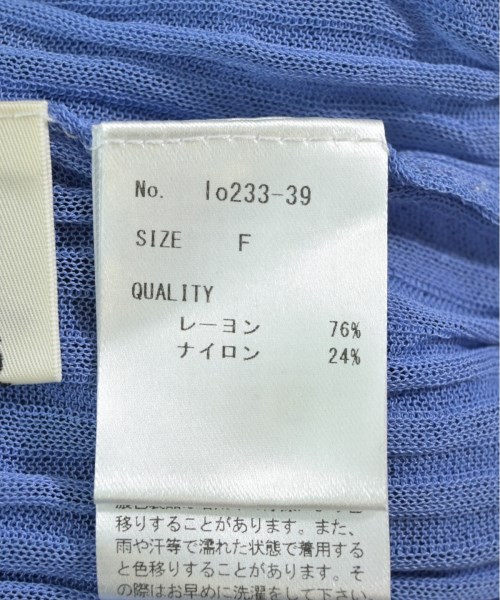 No. lo233-39
SIZE F
QUALITY
レーヨン 76%
ナイロン 24%
移りすることがあります。また、
雨や汗等で濡れた状態で着用する
と色移りすることがあります。そ
の際はお早めに洗濯をして下さい。